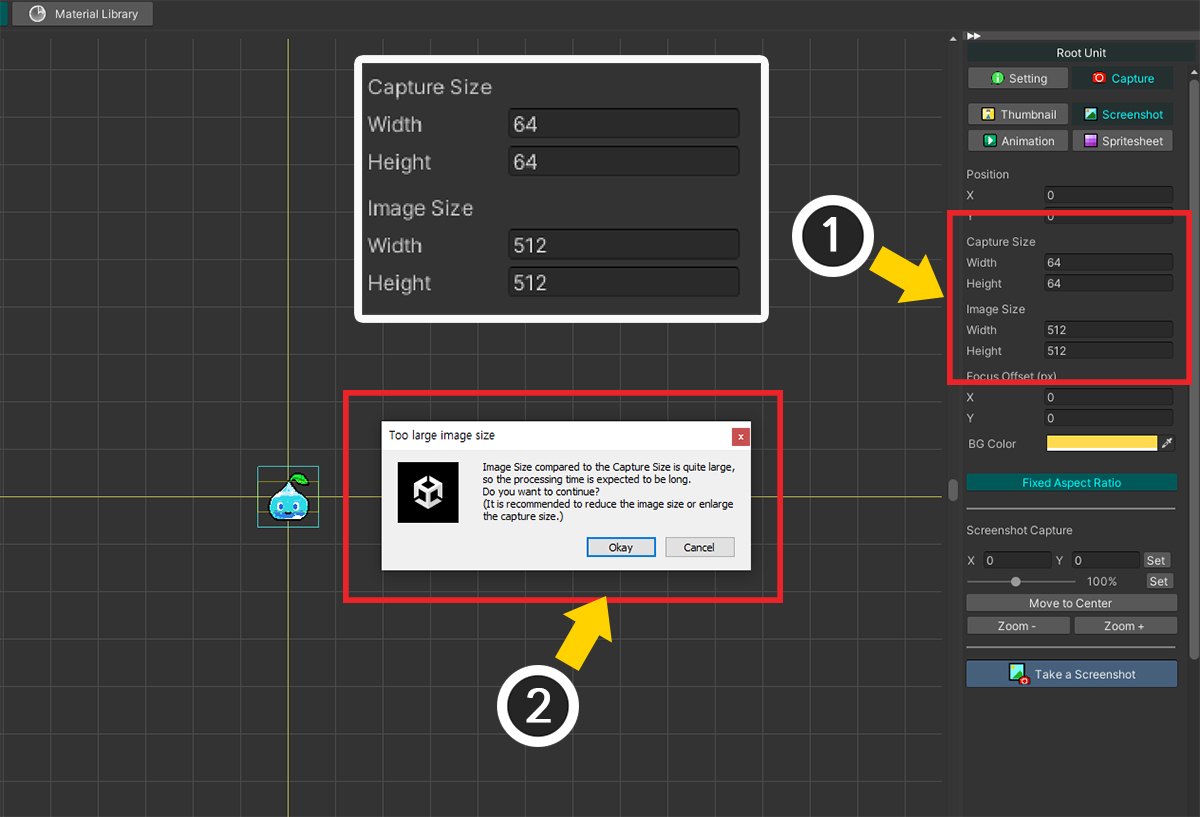 Material Library
Capture Size
Width 64
Height 64
Image Size
Width 512
Height 512
1
Too large image size
x
Image Size compared to the Capture Size is quite large,
so the processing time is expected to be long.
Do you want to continue?
(It is recommended to reduce the image size or enlarge
the capture size.)
Okay Cancel
2
Root Unit
Setting Capture
Thumbnail Screenshot
Animation Spritesheet
Position
X 0
Y 0
Capture Size
Width 64
Height 64
Image Size
Width 512
Height 512
Focus Offset (px)
X 0
Y 0
BG Color
Fixed Aspect Ratio
Screenshot Capture
X 0 Y 0 Set
100% Set
Move to Center
Zoom - Zoom +
Take a Screenshot